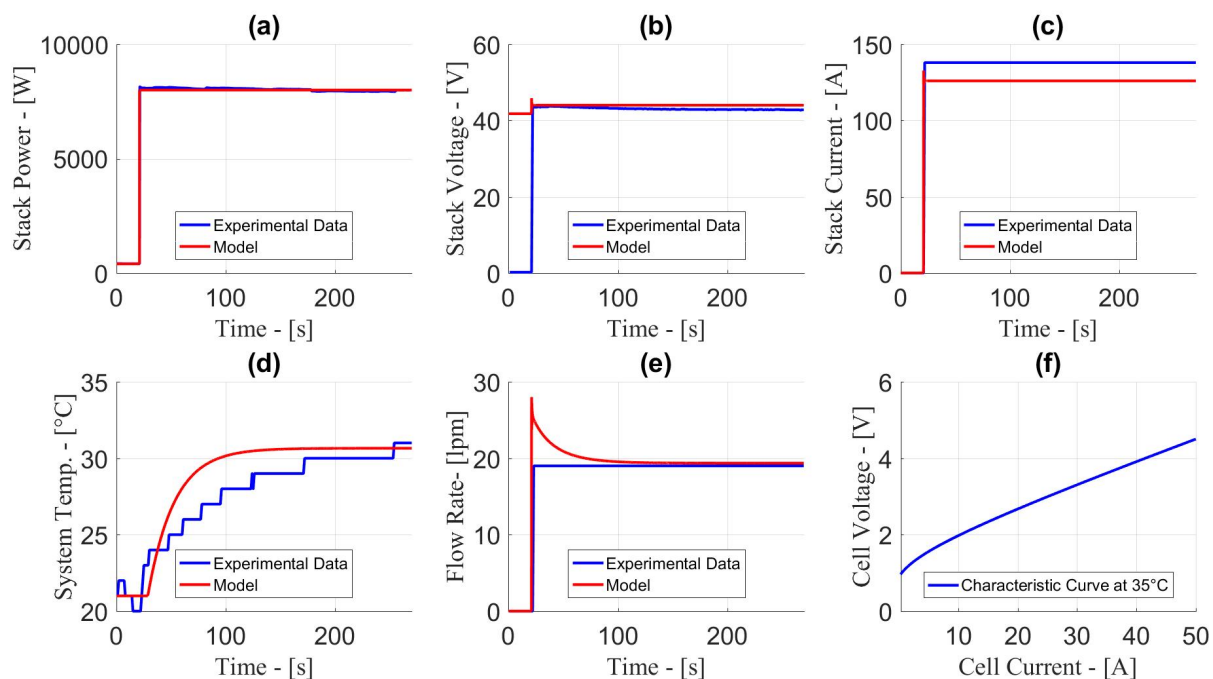 (a)
10000
5000
0
0
100
200
Stack Power - [W]
Time - [s]
Experimental Data
Model
(b)
60
40
20
0
0
100
200
Stack Voltage - [V]
Time - [s]
Experimental Data
Model
(c)
150
100
50
0
0
100
200
Stack Current - [A]
Time - [s]
Experimental Data
Model
(d)
35
30
25
20
0
100
200
System Temp. - [°C]
Time - [s]
Experimental Data
Model
(e)
30
20
10
0
0
100
200
Flow Rate- [lpm]
Time - [s]
Experimental Data
Model
(f)
6
4
2
0
10
20
30
40
50
Cell Voltage - [V]
Cell Current - [A]
Characteristic Curve at 35°C